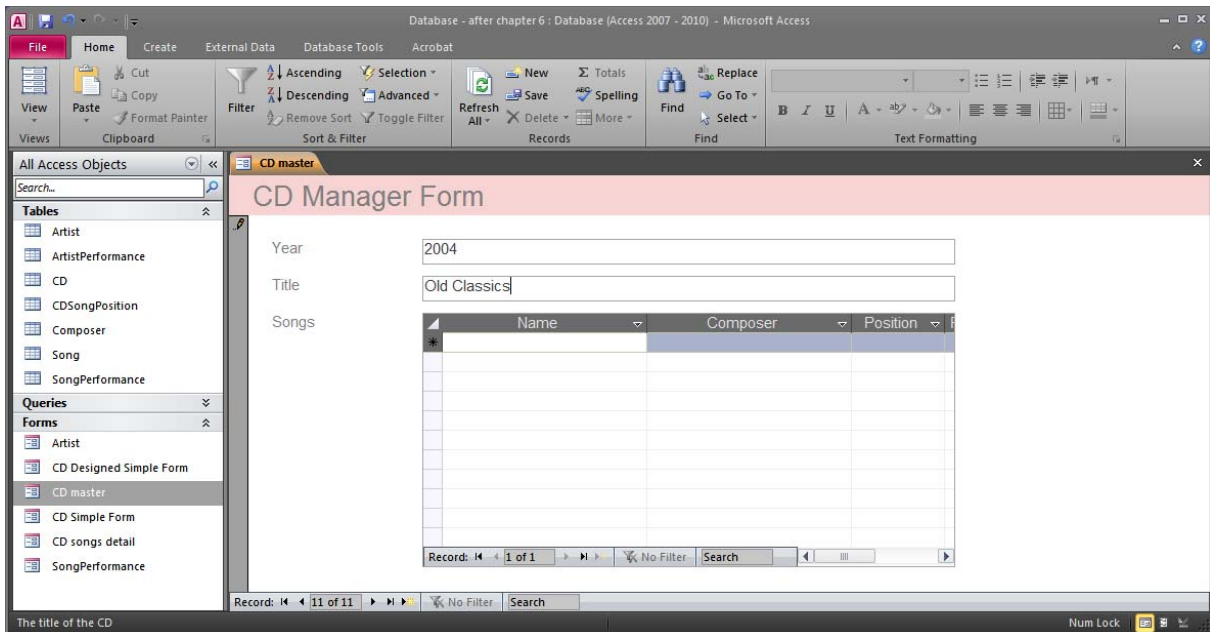 Database - after chapter 6 : Database (Access 2007 - 2010) - Microsoft Access
File Home Create External Data Database Tools Acrobat
Cut
Copy
Format Painter
View
Paste
Views
Clipboard
Filter
Ascending
Descending
Remove Sort
Selection
Advanced
Toggle Filter
Sort & Filter
Refresh All
New
Save
Delete
Totals
Spelling
More
Records
Find
Replace
Go To
Select
Find
B I U A
Text Formatting
All Access Objects
Search...
Tables
Artist
ArtistPerformance
CD
CDSongPosition
Composer
Song
SongPerformance
Queries
Forms
Artist
CD Designed Simple Form
CD master
CD Simple Form
CD songs detail
SongPerformance
CD master
CD Manager Form
Year 2004
Title Old Classics
Songs
Name Composer Position
Record: 1 of 1 No Filter Search
Record: 11 of 11 No Filter Search
The title of the CD
Num Lock